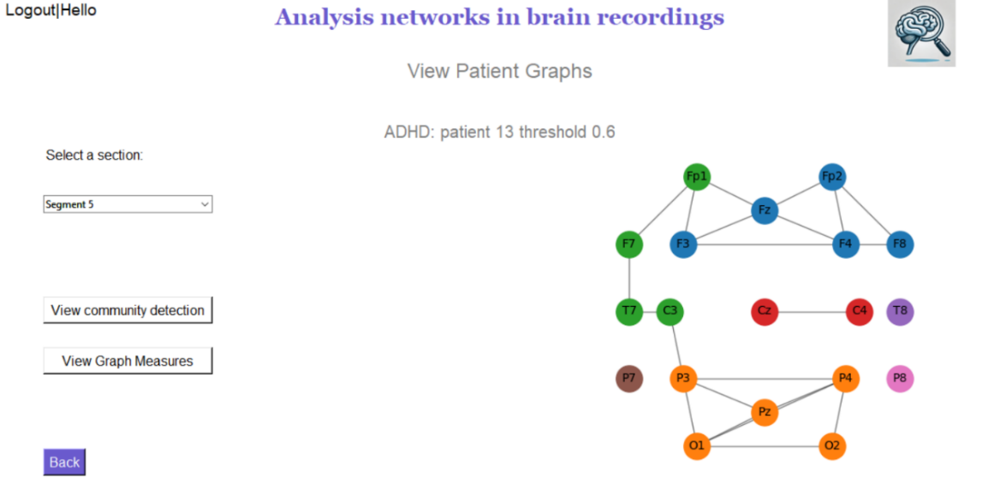 Logout|Hello
Analysis networks in brain recordings
View Patient Graphs
ADHD: patient 13 threshold 0.6
Select a section:
Segment 5
View community detection
View Graph Measures
Back
Fp1 Fp2
Fz
F7 F3 F4 F8
T7 C3 Cz C4 T8
P7 P3 P4 P8
Pz
O1 O2